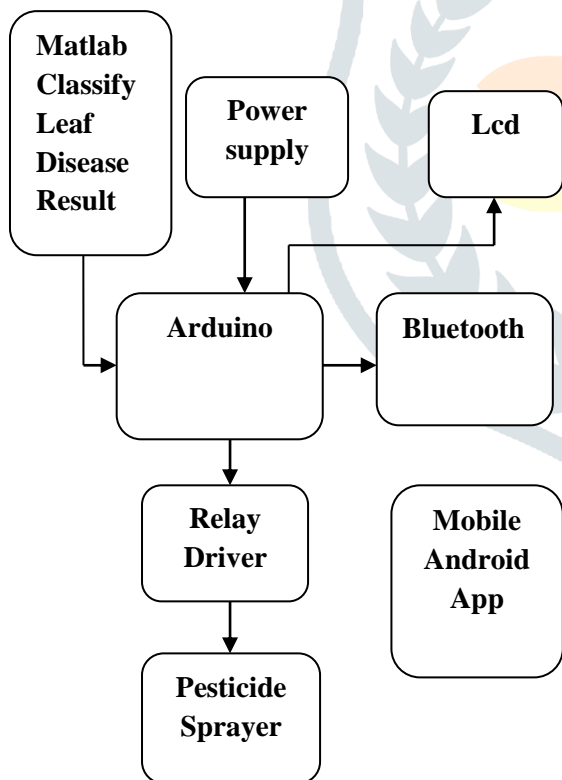 Matlab
Classify
Leaf
Disease
Result
Power
supply
Lcd
Arduino
Bluetooth
Relay
Driver
Mobile
Android
App
Pesticide
Sprayer